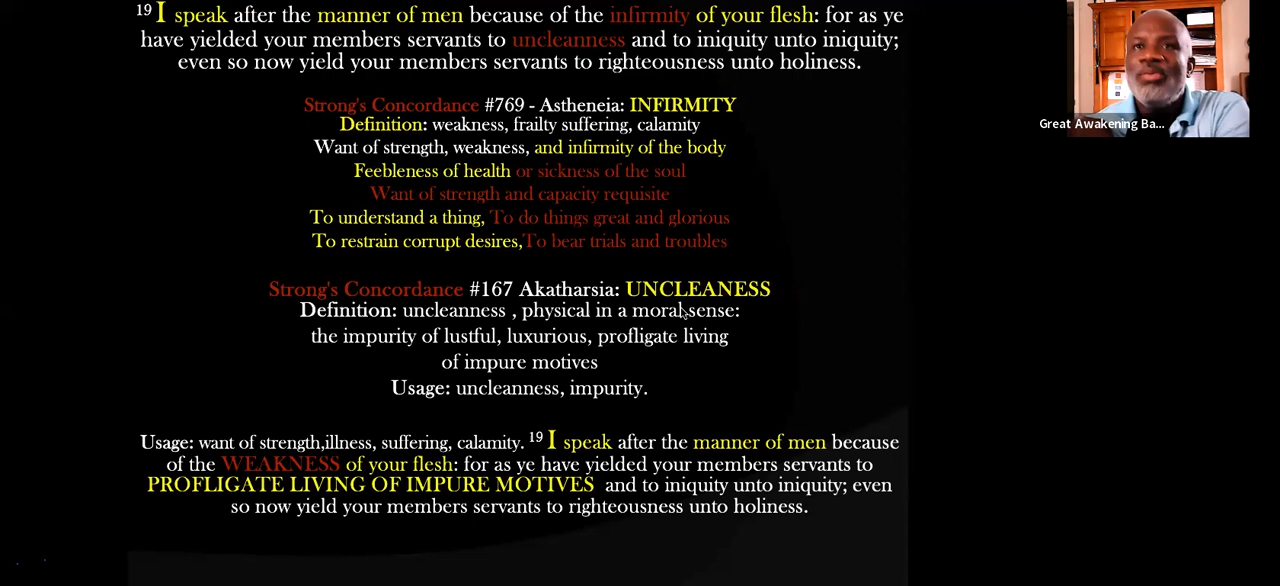 19 I speak after the manner of men because of the infirmity of your flesh: for as ye
have yielded your members servants to uncleanness and to iniquity unto iniquity;
even so now yield your members servants to righteousness unto holiness.
Strong's Concordance #769 - Astheneia: INFIRMITY
Definition: weakness, frailty suffering, calamity
Want of strength, weakness, and infirmity of the body
Feebleness of health or sickness of the soul
Want of strength and capacity requisite
To understand a thing, To do things great and glorious
To restrain corrupt desires,To bear trials and troubles
Strong's Concordance #167 Akatharsia: UNCLEANESS
Definition: uncleanness , physical in a moral sense:
the impurity of lustful, luxurious, profligate living
of impure motives
Usage: uncleanness, impurity.
Usage: want of strength,illness, suffering, calamity. 19 I speak after the manner of men because
of the WEAKNESS of your flesh: for as ye have yielded your members servants to
PROFLIGATE LIVING OF IMPURE MOTIVES and to iniquity unto iniquity; even
so now yield your members servants to righteousness unto holiness.
Great Awakening Ba...